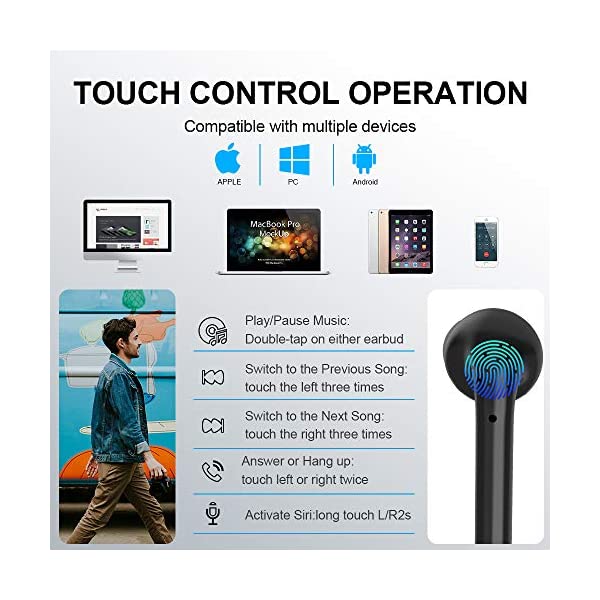 TOUCH CONTROL OPERATION
Compatible with multiple devices
APPLE
PC
Android
MacBook Pro
MockUp
Play/Pause Music:
Double-tap on either earbud
Switch to the Previous Song:
touch the left three times
Switch to the Next Song:
touch the right three times
Answer or Hang up:
touch left or right twice
Activate Siri:long touch L/R2s